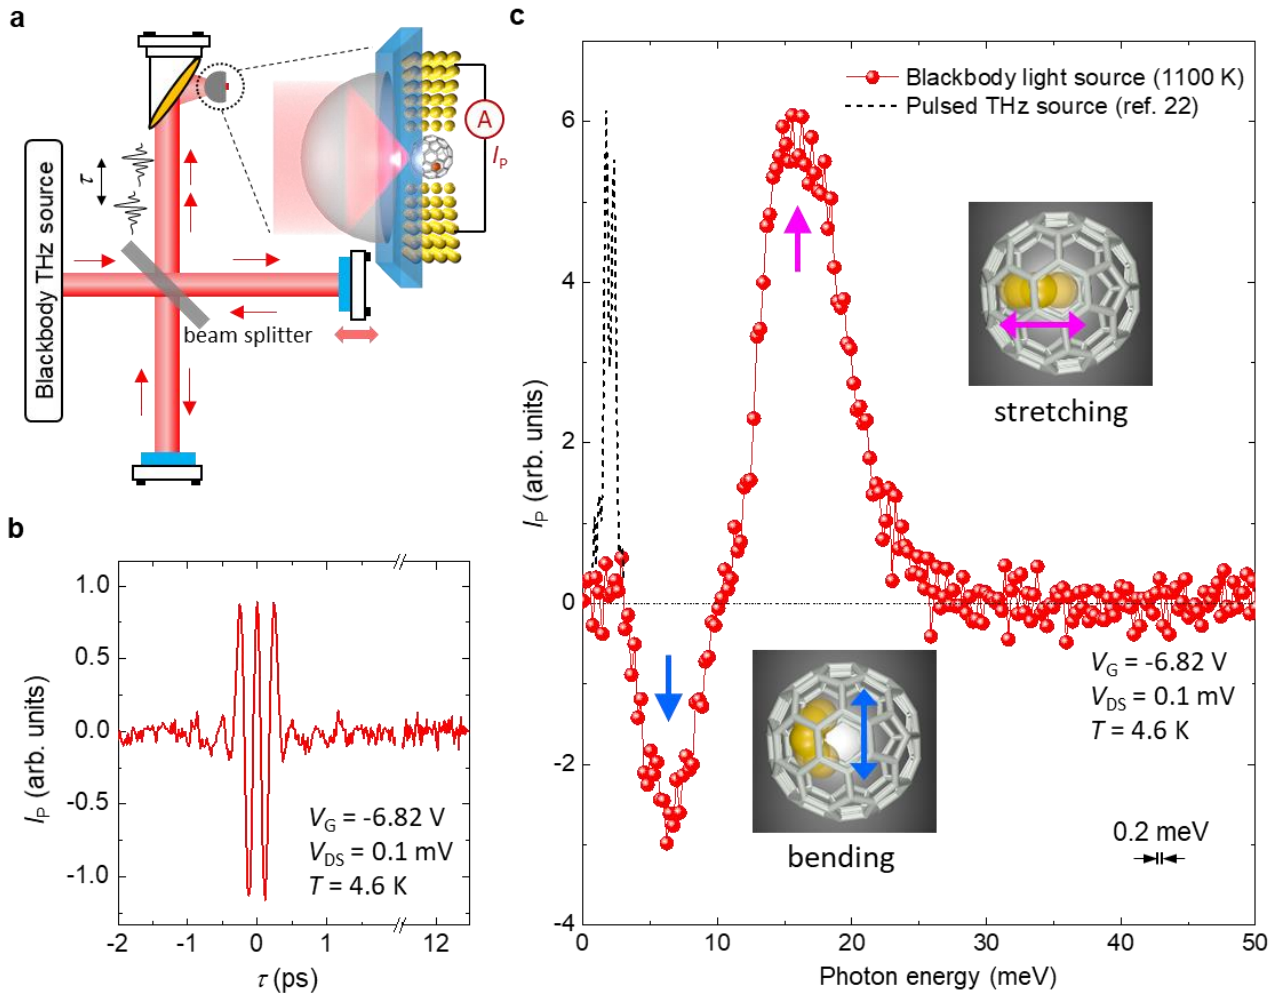 a
A
I_P
τ
Blackbody THz source
beam splitter
b
I_P (arb. units)
1.0
0.5
0.0
-0.5
-1.0
V_G = -6.82 V
V_DS = 0.1 mV
T = 4.6 K
-2
-1
0
1
12
τ (ps)
c
Blackbody light source (1100 K)
Pulsed THz source (ref. 22)
I_P (arb. units)
6
4
2
0
-2
-4
stretching
bending
V_G = -6.82 V
V_DS = 0.1 mV
T = 4.6 K
0.2 meV
0
10
20
30
40
50
Photon energy (meV)